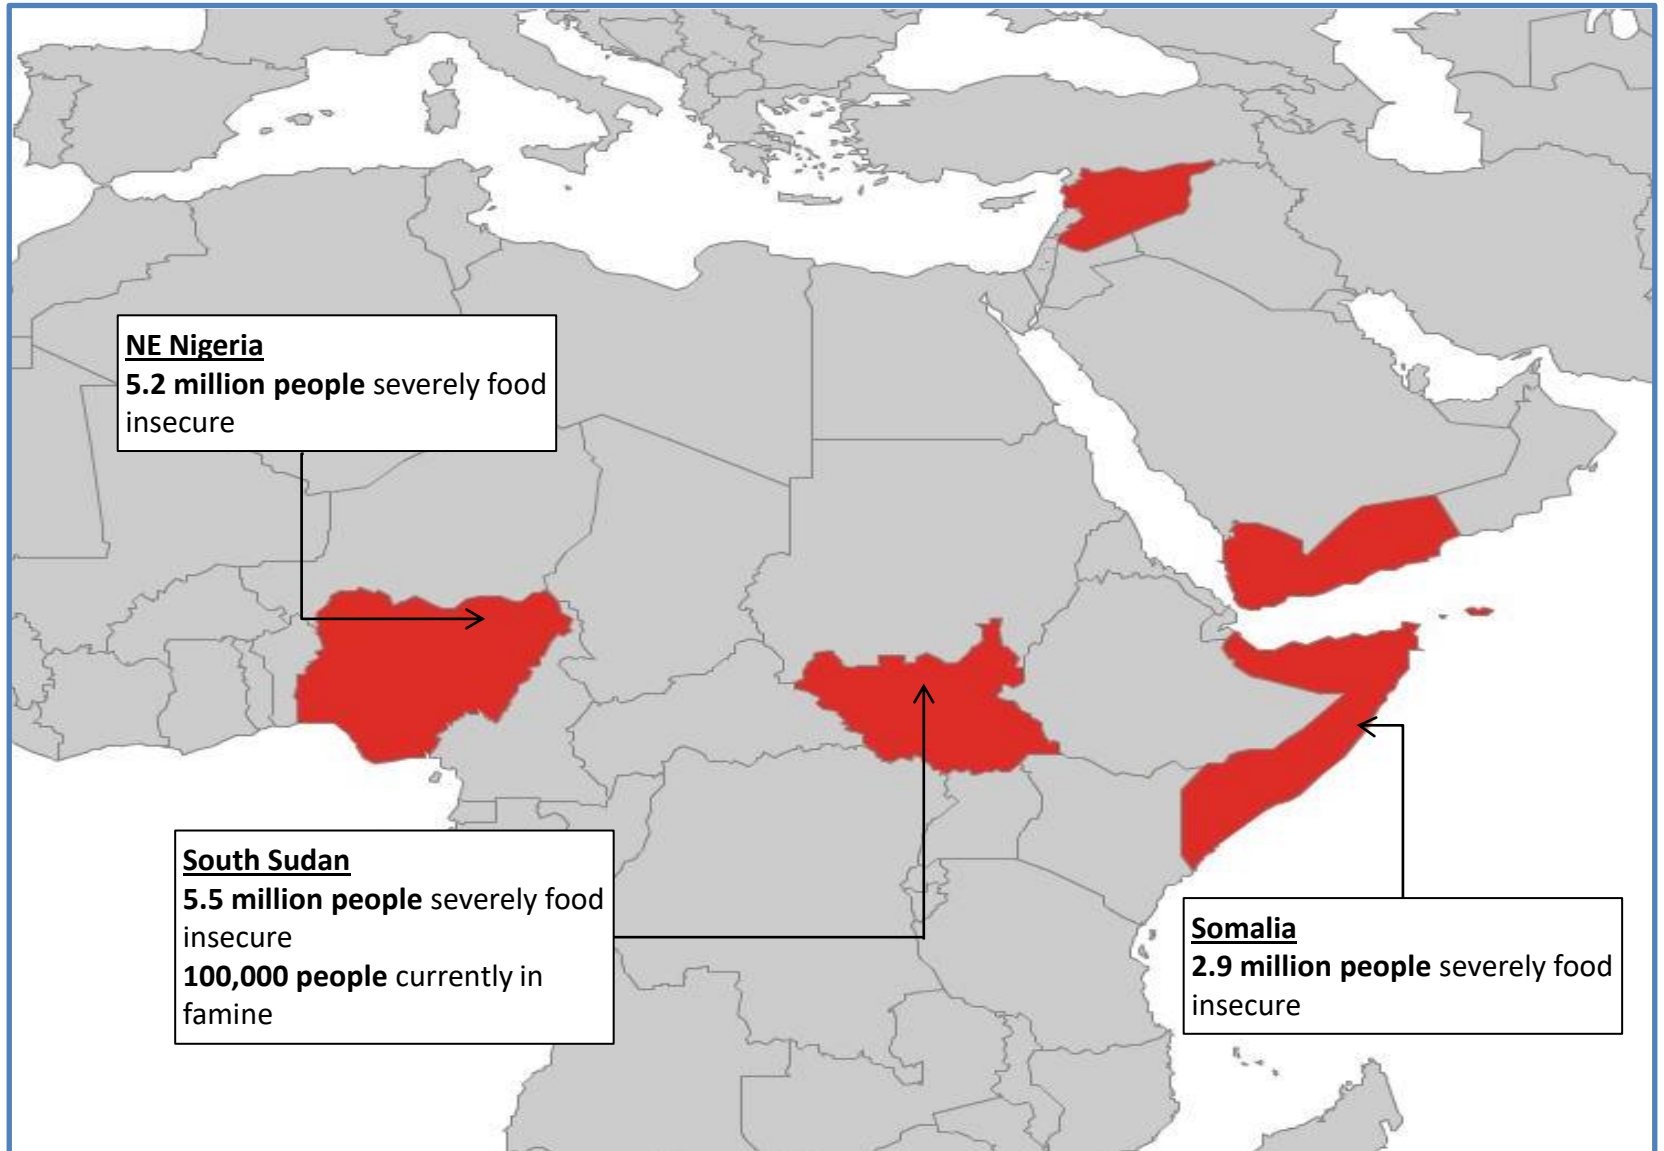 NE Nigeria
5.2 million people severely food
insecure
South Sudan
5.5 million people severely food
insecure
100,000 people currently in
famine
Somalia
2.9 million people severely food
insecure